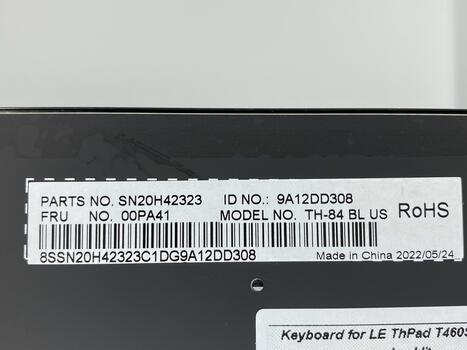 PARTS NO. SN20H42323 ID NO.: 9A12DD308
FRU NO. 00PA41 MODEL NO. TH-84 BL US RoHS
8SSN20H42323C1DG9A12DD308 Made in China 2022/05/24
Keyboard for LE ThPad T460S